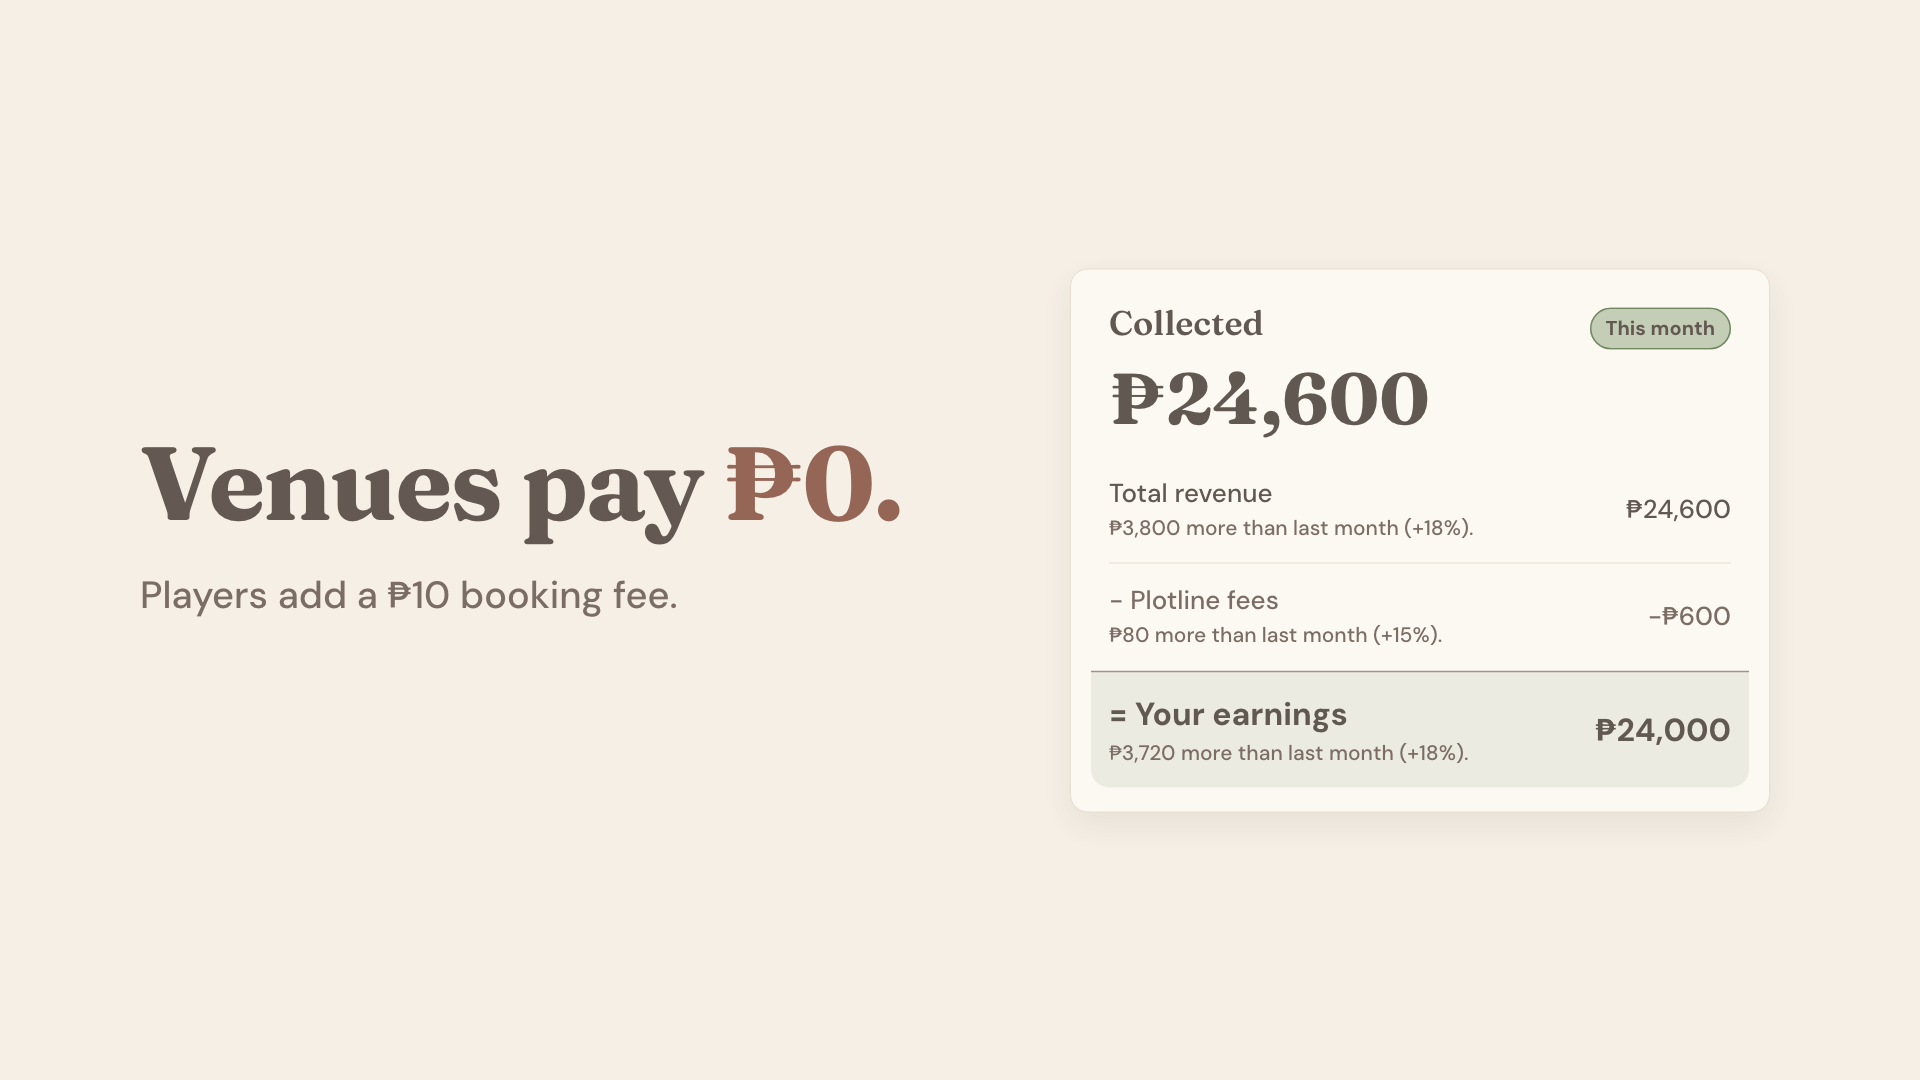 Venues pay ₱0.
Players add a ₱10 booking fee.
Collected
This month
₱24,600
Total revenue
₱3,800 more than last month (+18%).
₱24,600
− Plotline fees
₱80 more than last month (+15%).
−₱600
= Your earnings
₱3,720 more than last month (+18%).
₱24,000